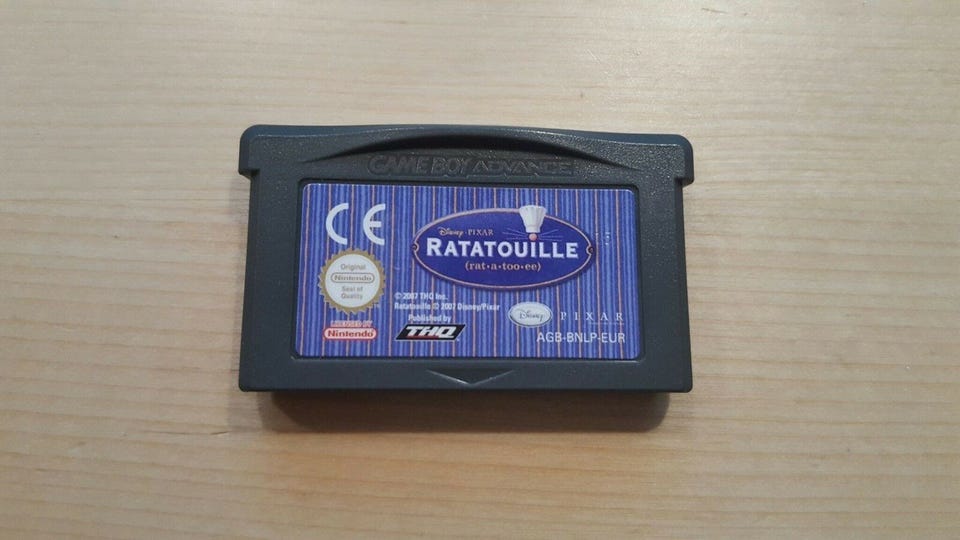 GAME BOY ADVANCE
CE
Disney • PIXAR
RATATOUILLE
(rat•a•too•ee)
Original
Nintendo
Seal of
Quality
© 2007 THQ Inc.
Ratatouille © 2007 Disney/Pixar
Published by
THQ
LICENSED BY
Nintendo
Disney PIXAR
AGB-BNLP-EUR